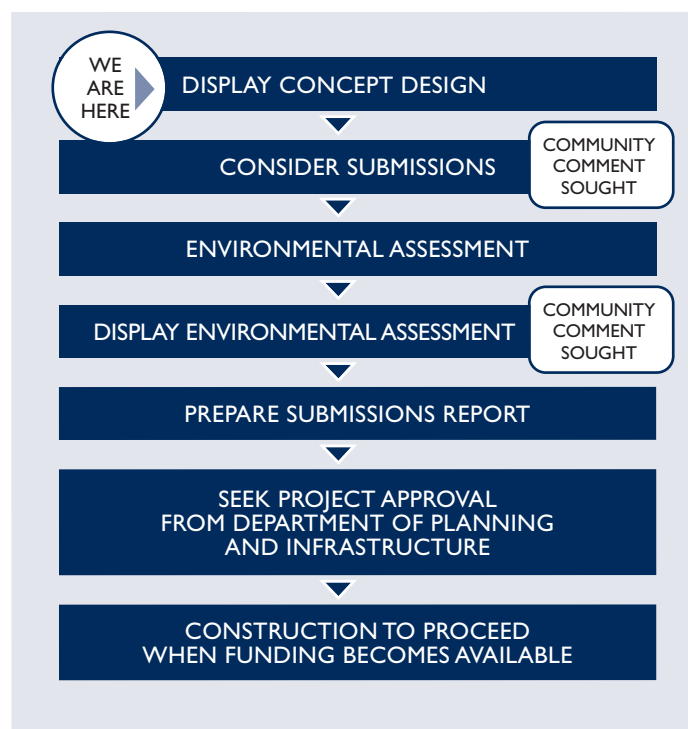 WE
ARE
HERE
DISPLAY CONCEPT DESIGN
CONSIDER SUBMISSIONS
COMMUNITY
COMMENT
SOUGHT
ENVIRONMENTAL ASSESSMENT
DISPLAY ENVIRONMENTAL ASSESSMENT
COMMUNITY
COMMENT
SOUGHT
PREPARE SUBMISSIONS REPORT
SEEK PROJECT APPROVAL
FROM DEPARTMENT OF PLANNING
AND INFRASTRUCTURE
CONSTRUCTION TO PROCEED
WHEN FUNDING BECOMES AVAILABLE